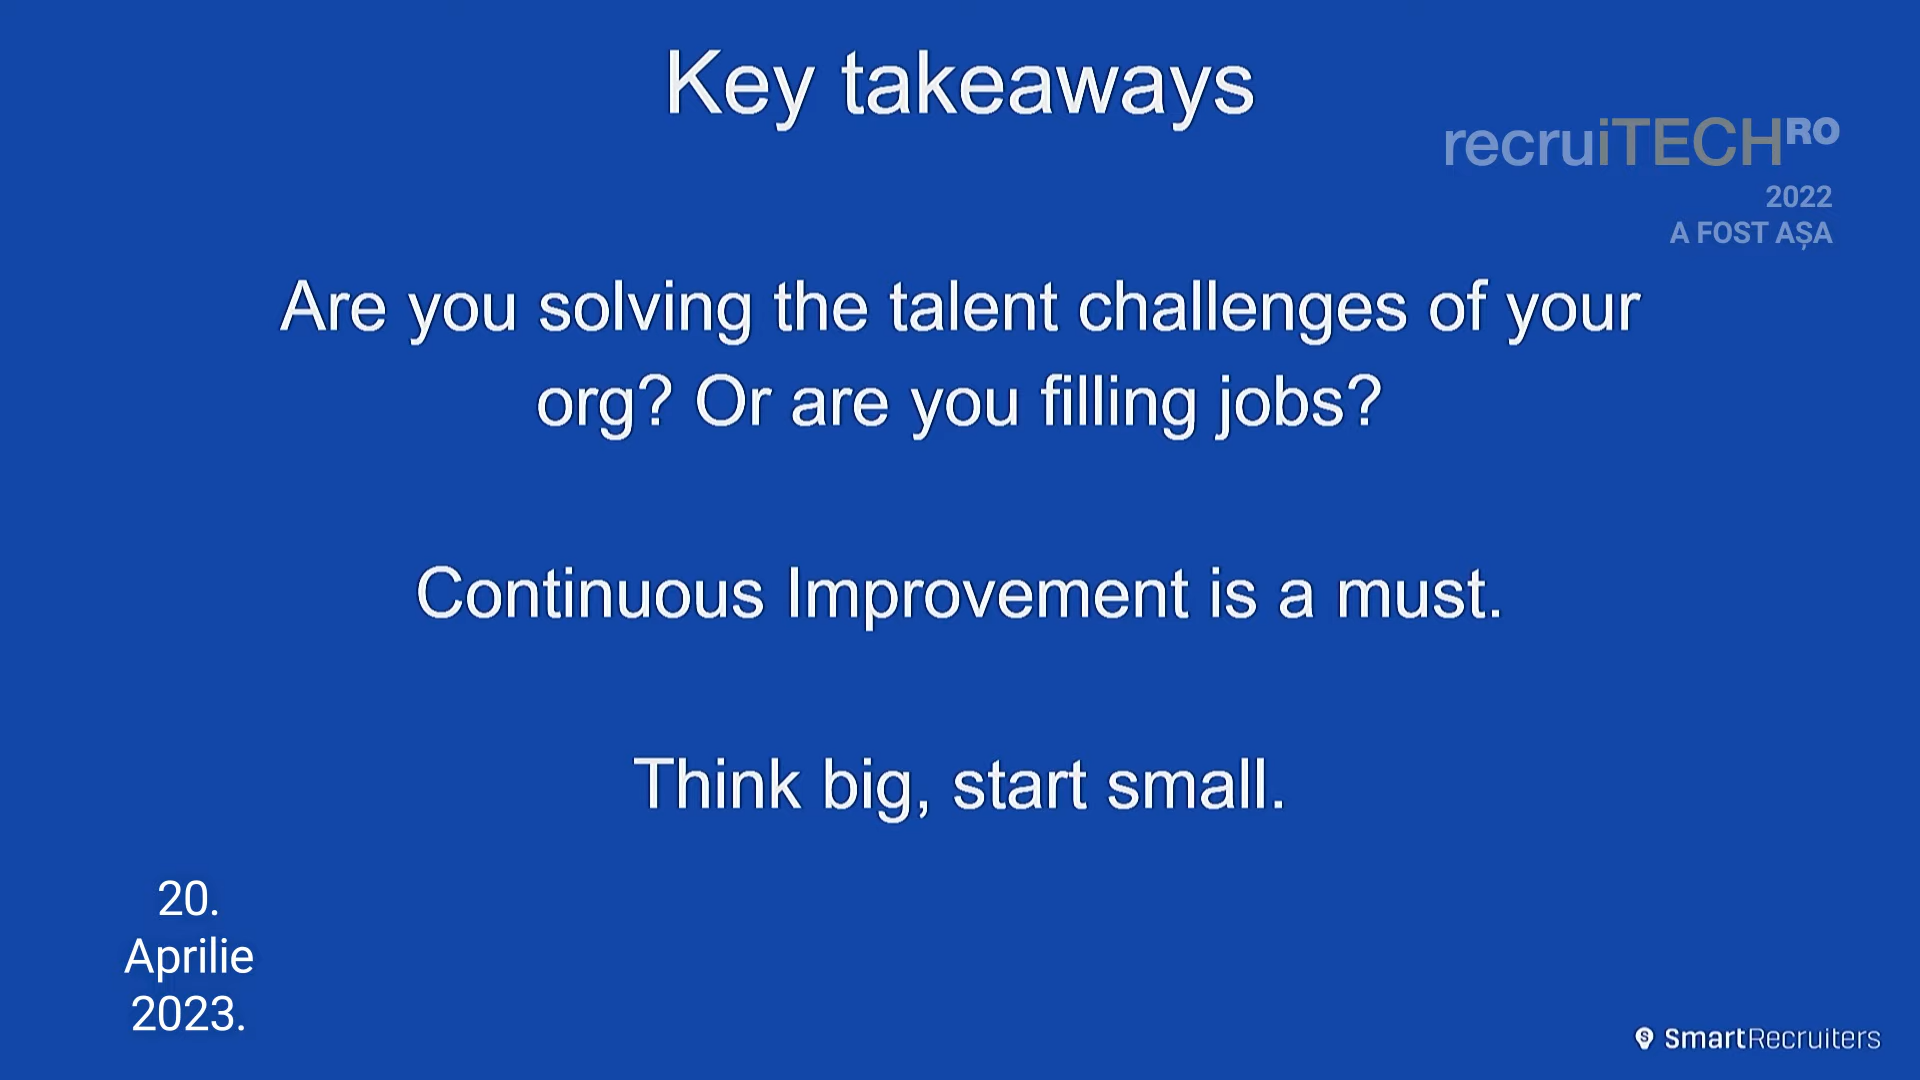 Key takeaways
recruiTECHRO
2022
A FOST AȘA
Are you solving the talent challenges of your
org? Or are you filling jobs?
Continuous Improvement is a must.
Think big, start small.
20.
Aprilie
2023.
SmartRecruiters